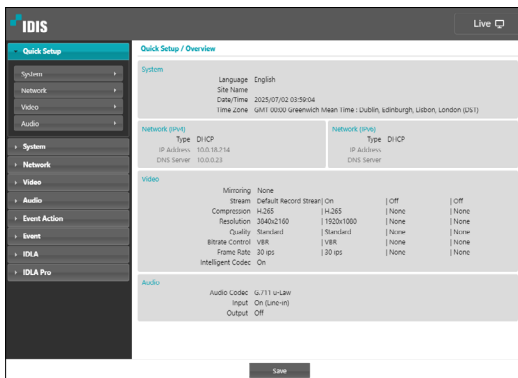 IDIS
Live
Quick Setup
Quick Setup / Overview
System
Network
Video
Audio
System
Network
Video
Audio
Event Action
Event
IDLA
IDLA Pro
System
Language English
Site Name
Date/Time 2025/07/02 03:59:04
Time Zone GMT 00:00 Greenwich Mean Time : Dublin, Edinburgh, Lisbon, London (DST)
Network (IPv4)
Type DHCP
IP Address 10.0.18.214
DNS Server 10.0.0.23
Network (IPv6)
Type DHCP
IP Address
DNS Server
Video
Mirroring None
Stream Default Record Stream| On | Off | Off
Compression H.265 | H.265 | None | None
Resolution 3840x2160 | 1920x1080 | None | None
Quality Standard | Standard | None | None
Bitrate Control VBR | VBR | None | None
Frame Rate 30 ips | 30 ips | None | None
Intelligent Codec On
Audio
Audio Codec G.711 u-Law
Input On (Line-in)
Output Off
Save